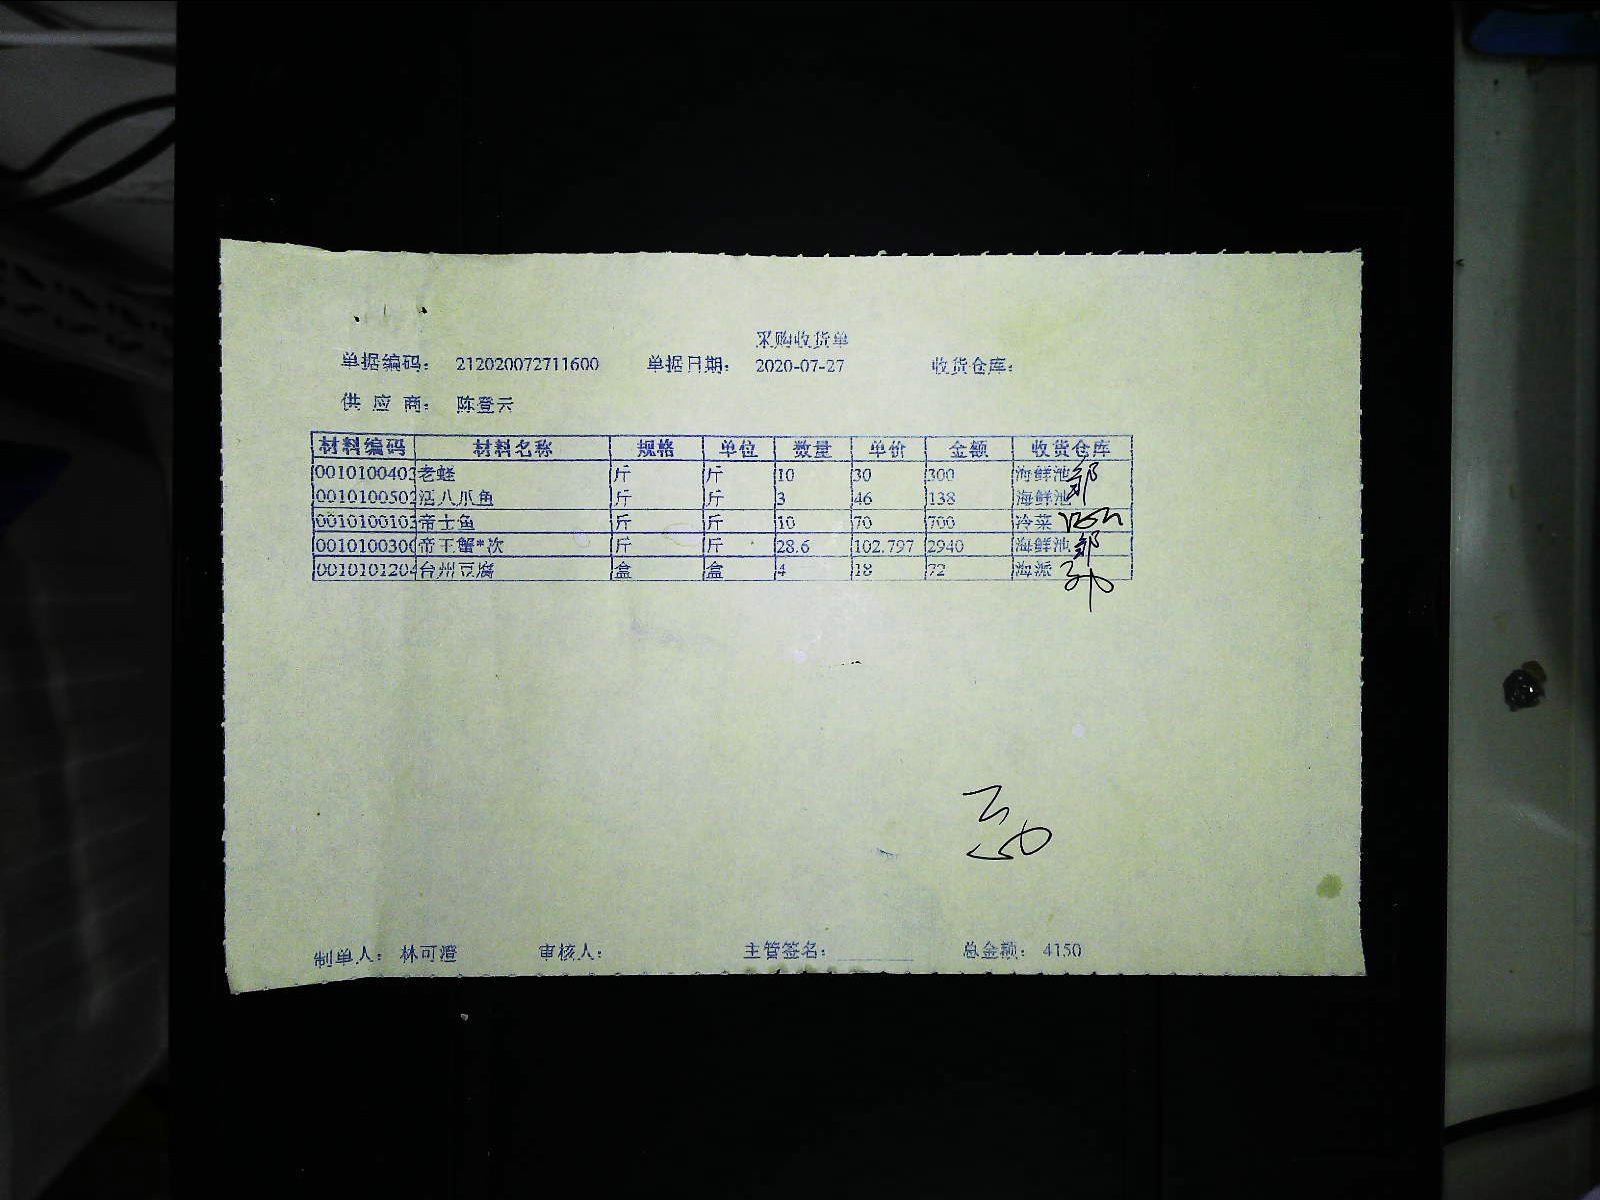 采购收货单
单据编码： 212020072711600 单据日期： 2020-07-27 收货仓库：
供 应 商： 陈登云
材料编码 材料名称 规格 单位 数量 单价 金额 收货仓库
0010100403 老蛏 斤 斤 10 30 300 海鲜池
0010100502 活八爪鱼 斤 斤 3 46 138 海鲜池
0010100103 帝士鱼 斤 斤 10 70 700 冷菜
001010030 帝王蟹*次 斤 斤 28.6 102.797 2940 海鲜池
0010101204 台州豆腐 盒 盒 4 18 72 海派
制单人： 林可澄 审核人： 主管签名： 总金额： 4150